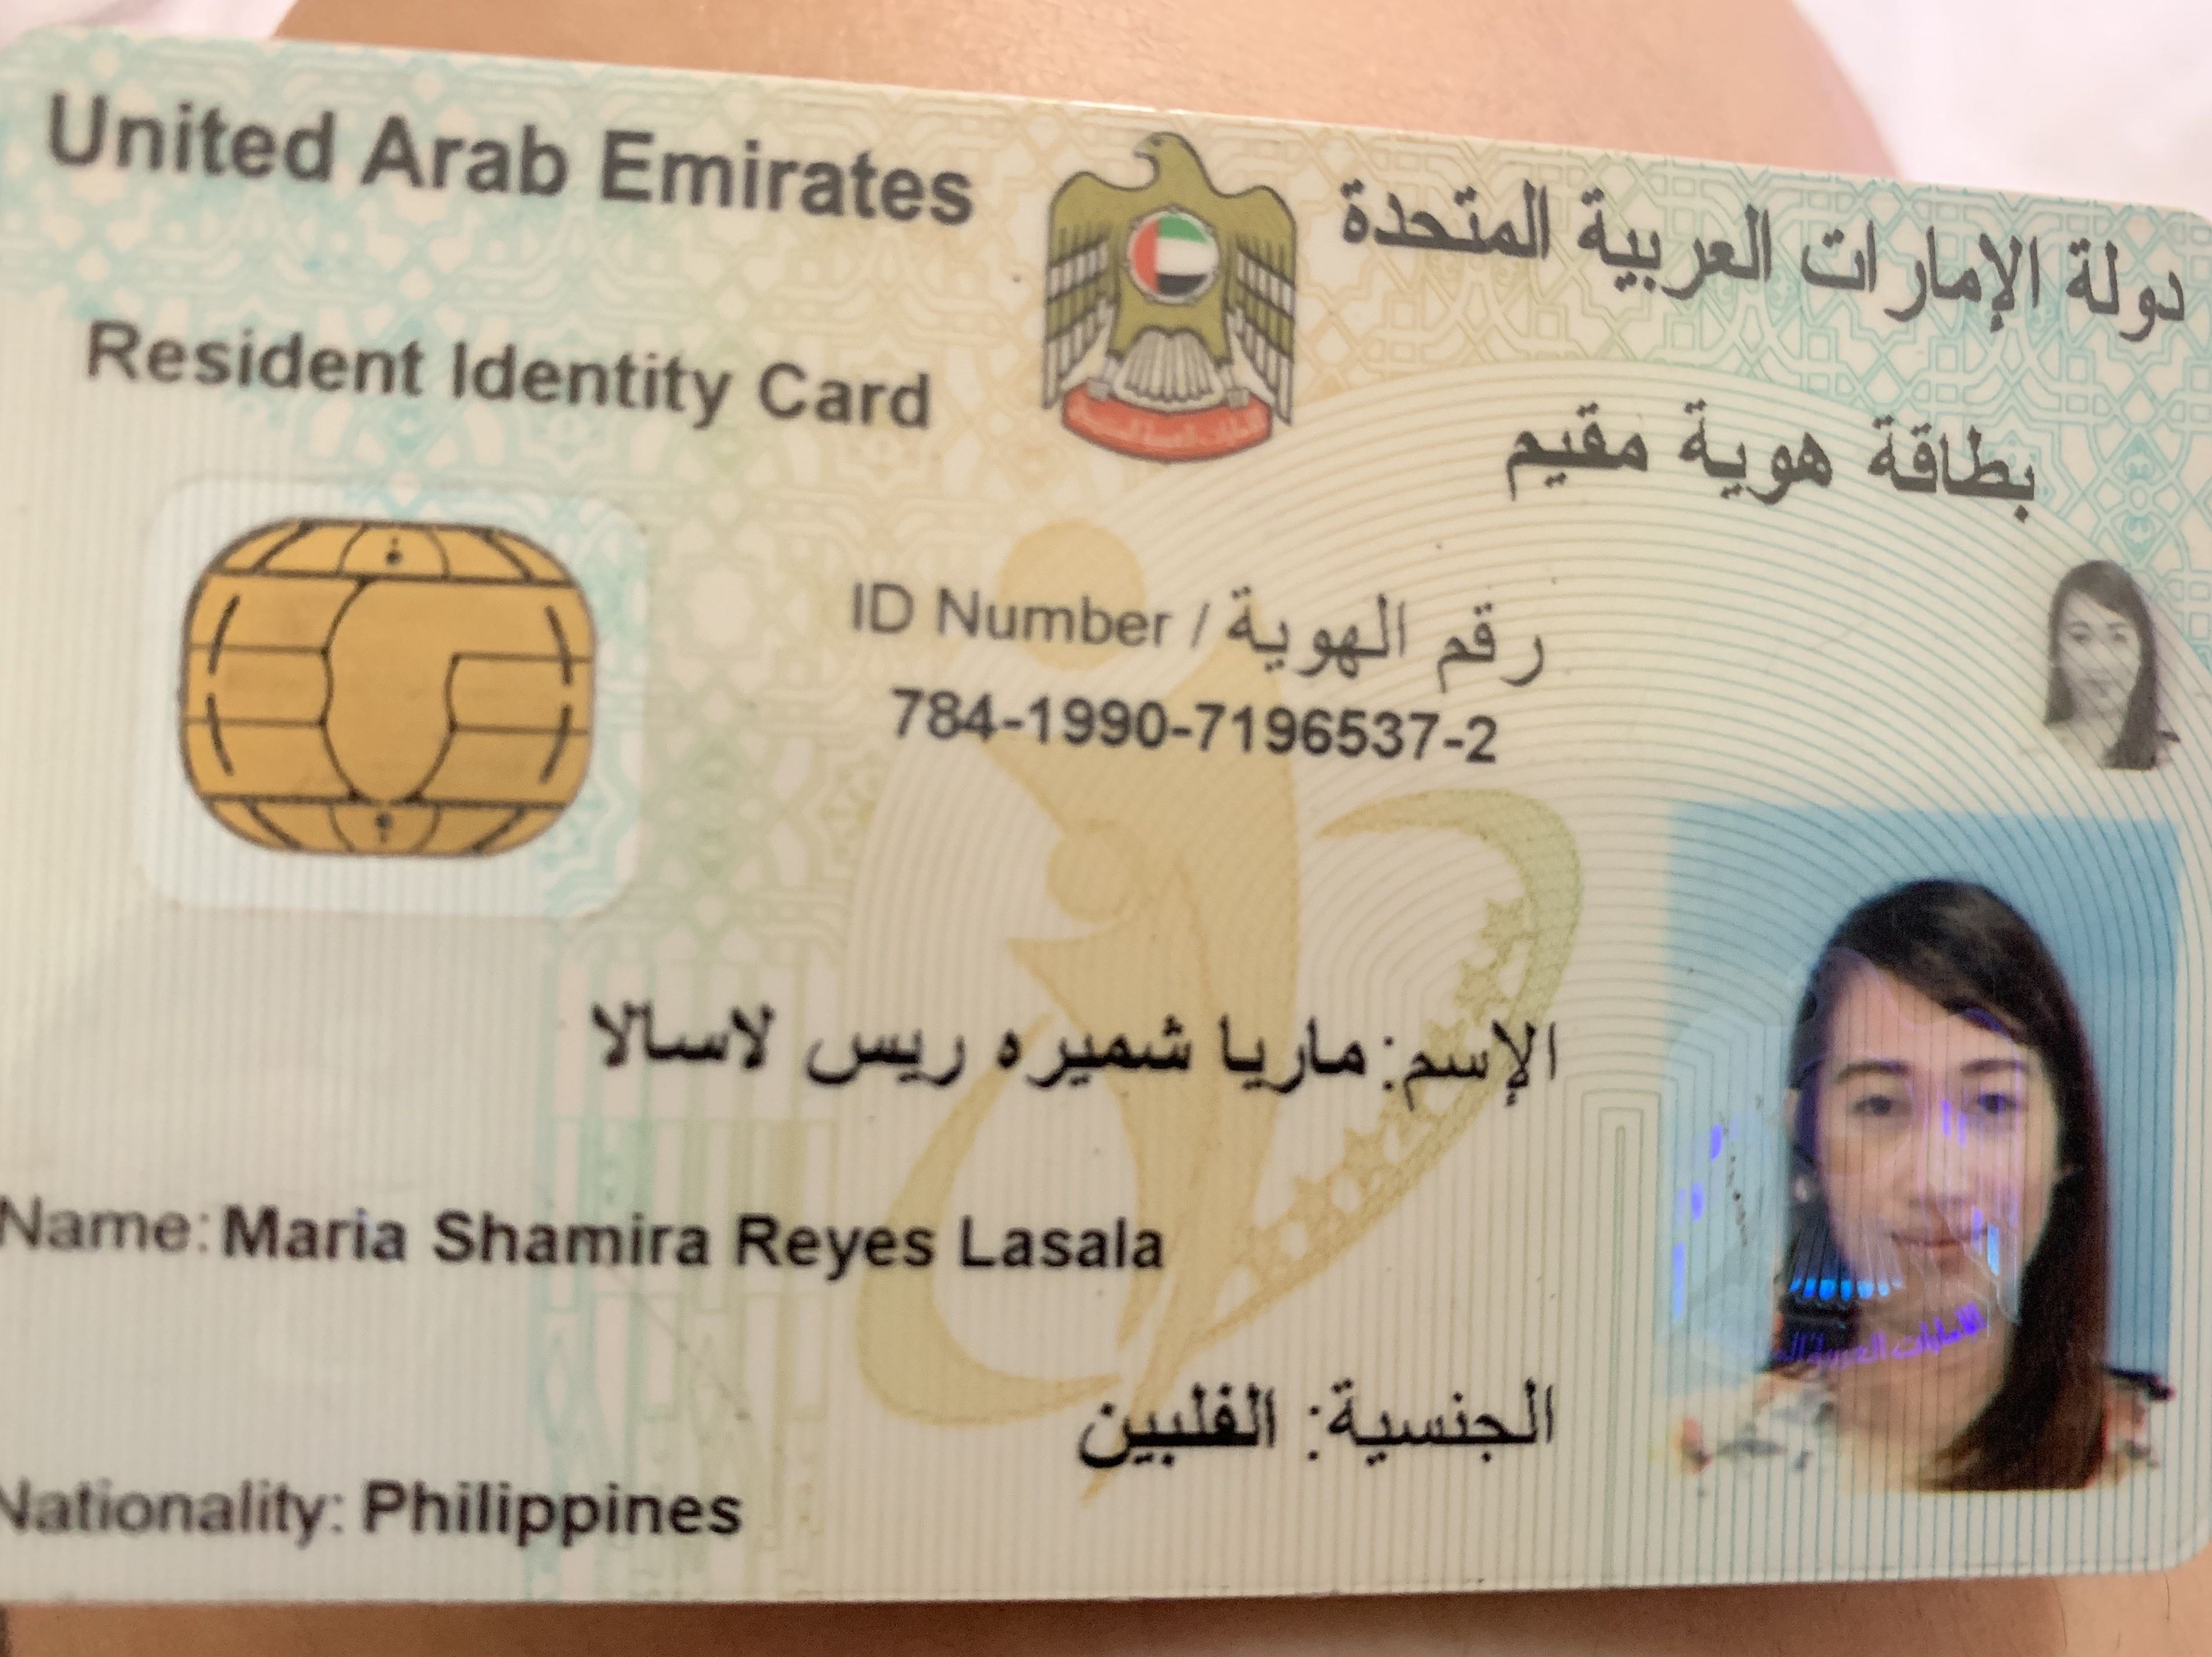 United Arab Emirates
دولة الإمارات العربية المتحدة
Resident Identity Card
بطاقة هوية مقيم
ID Number / رقم الهوية
784-1990-7196537-2
الإسم: ماريا شميره ريس لاسالا
Name: Maria Shamira Reyes Lasala
الجنسية: الفلبين
Nationality: Philippines